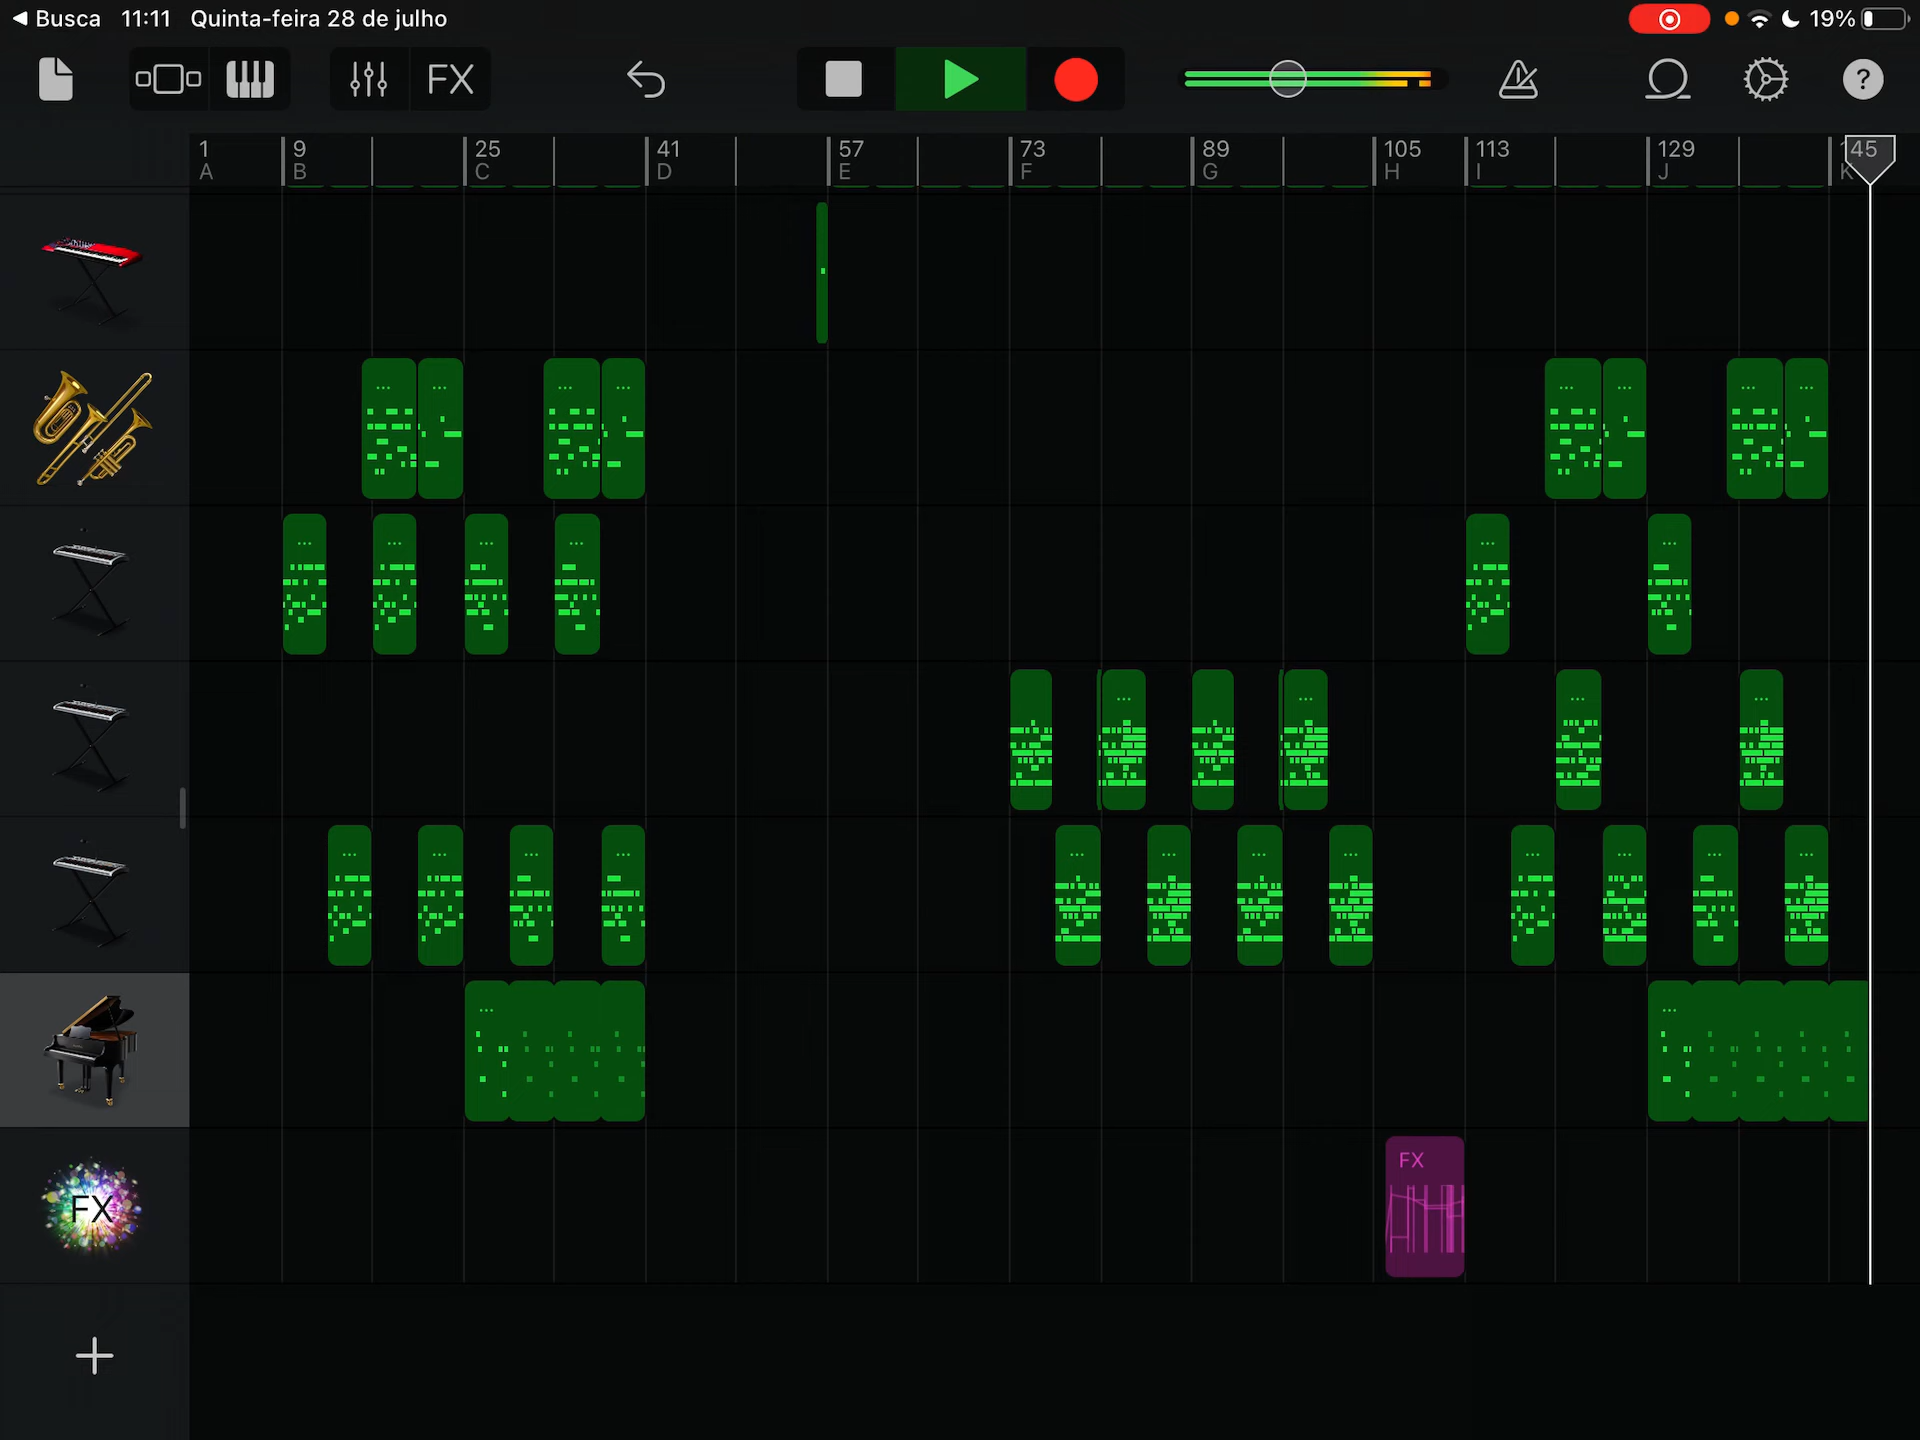 ◀ Busca 11:11 Quinta-feira 28 de julho 19%
FX ?
1 9 25 41 57 73 89 105 113 129 45
A B C D E F G H I J K
FX
FX